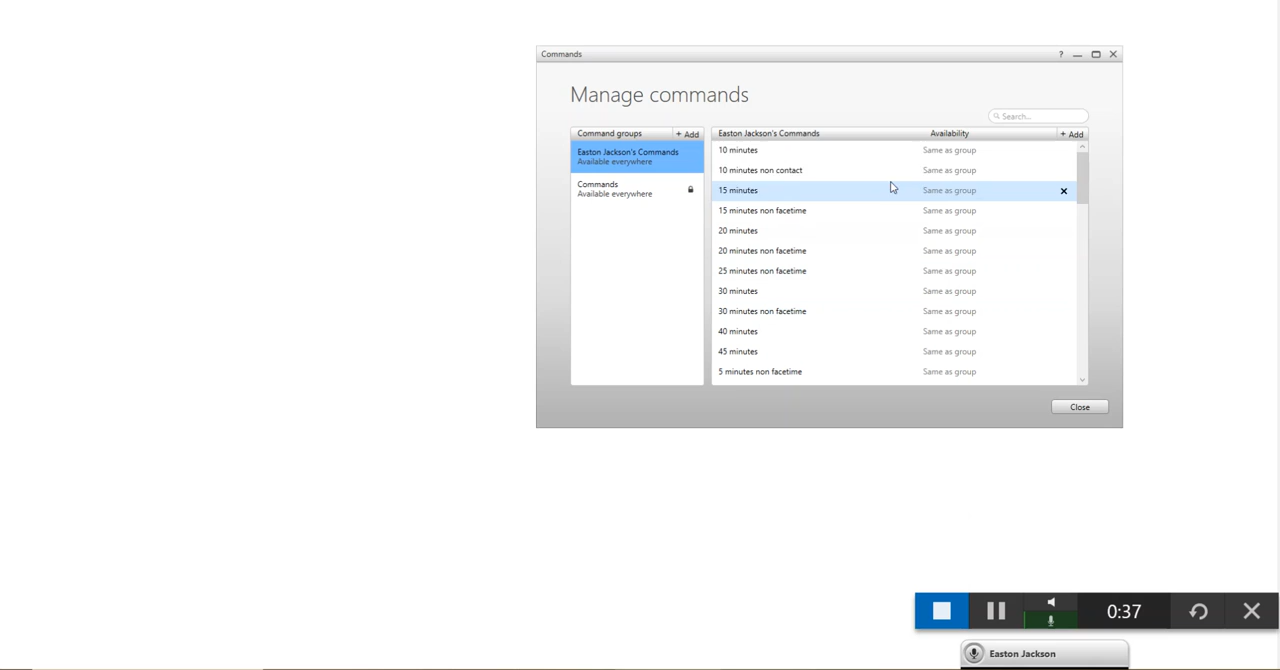 Commands
?
Manage commands
Search...
Command groups
+ Add
Easton Jackson's Commands
Availability
+ Add
Easton Jackson's Commands
Available everywhere
Commands
Available everywhere
10 minutes Same as group
10 minutes non contact Same as group
15 minutes Same as group
15 minutes non facetime Same as group
20 minutes Same as group
20 minutes non facetime Same as group
25 minutes non facetime Same as group
30 minutes Same as group
30 minutes non facetime Same as group
40 minutes Same as group
45 minutes Same as group
5 minutes non facetime Same as group
Close
0:37
Easton Jackson